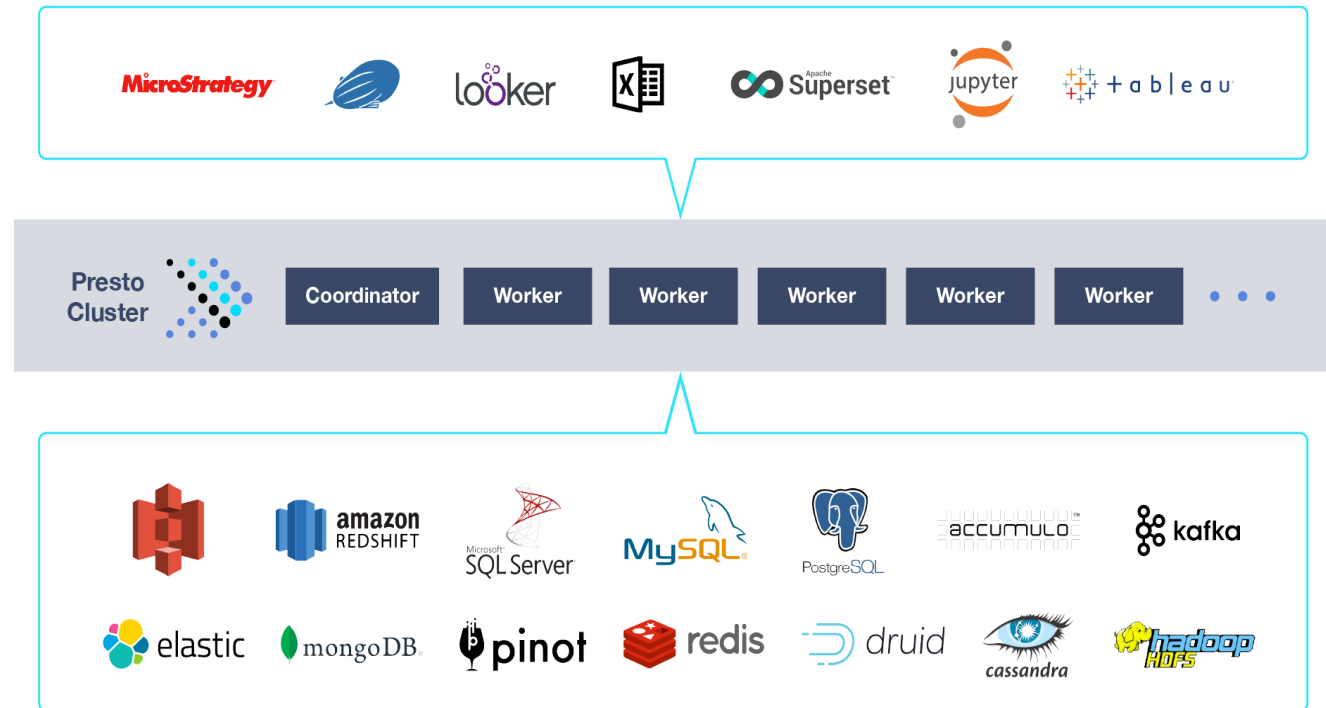 MicroStrategy
looker
X
Apache
Superset
jupyter
+ a b l e a u
Presto
Cluster
Coordinator
Worker
Worker
Worker
Worker
Worker
amazon
REDSHIFT
Microsoft
SQL Server
MySQL
PostgreSQL
accumulo™
kafka
elastic
mongoDB
p
pinot
redis
druid
cassandra
hadoop
HDFS